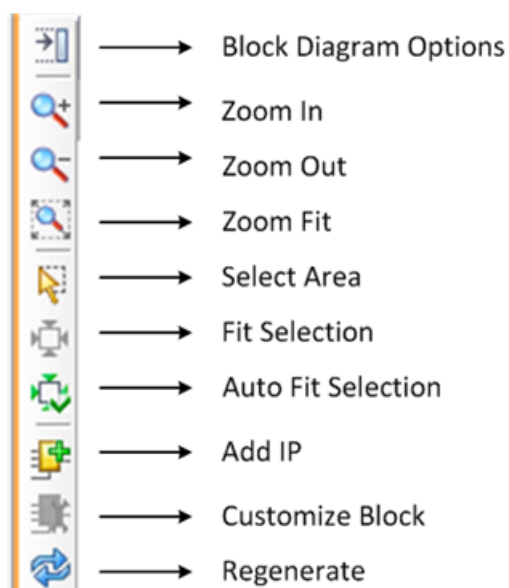 Block Diagram Options
Zoom In
Zoom Out
Zoom Fit
Select Area
Fit Selection
Auto Fit Selection
Add IP
Customize Block
Regenerate